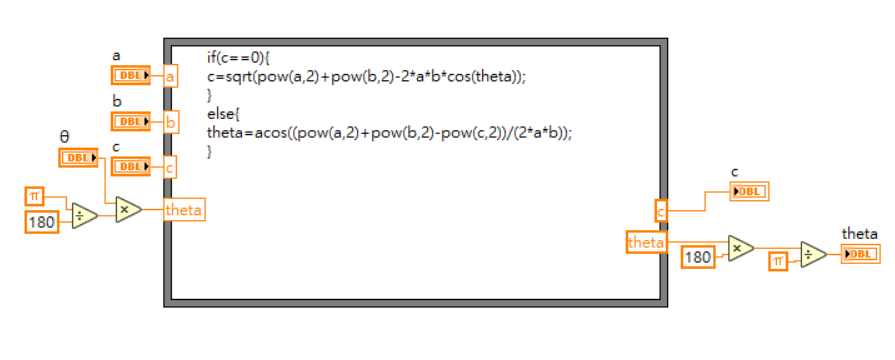 a
DBL
a
b
DBL
b
θ
DBL
c
DBL
c
π
180
÷
×
theta
if(c==0){
c=sqrt(pow(a,2)+pow(b,2)-2*a*b*cos(theta));
}
else{
theta=acos((pow(a,2)+pow(b,2)-pow(c,2))/(2*a*b));
}
c
c
DBL
theta
180
×
π
÷
theta
DBL